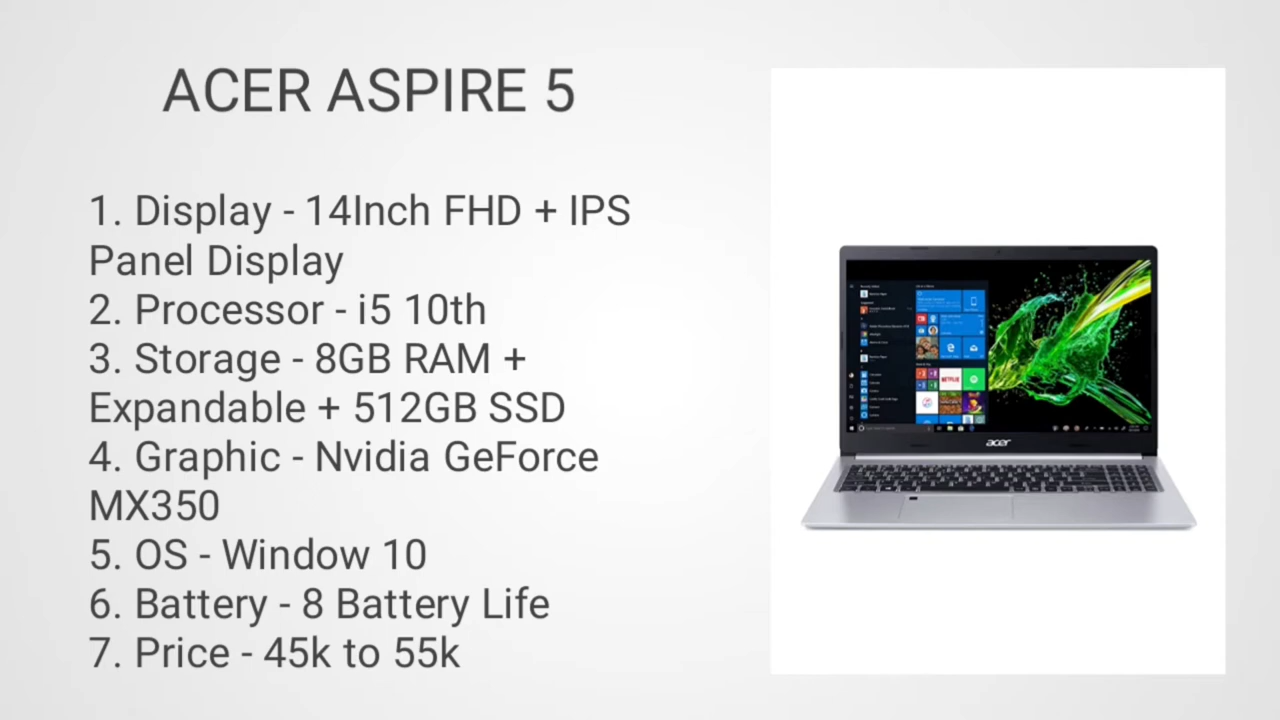 ACER ASPIRE 5
1. Display - 14Inch FHD + IPS
Panel Display
2. Processor - i5 10th
3. Storage - 8GB RAM +
Expandable + 512GB SSD
4. Graphic - Nvidia GeForce
MX350
5. OS - Window 10
6. Battery - 8 Battery Life
7. Price - 45k to 55k
NETFLIX
acer